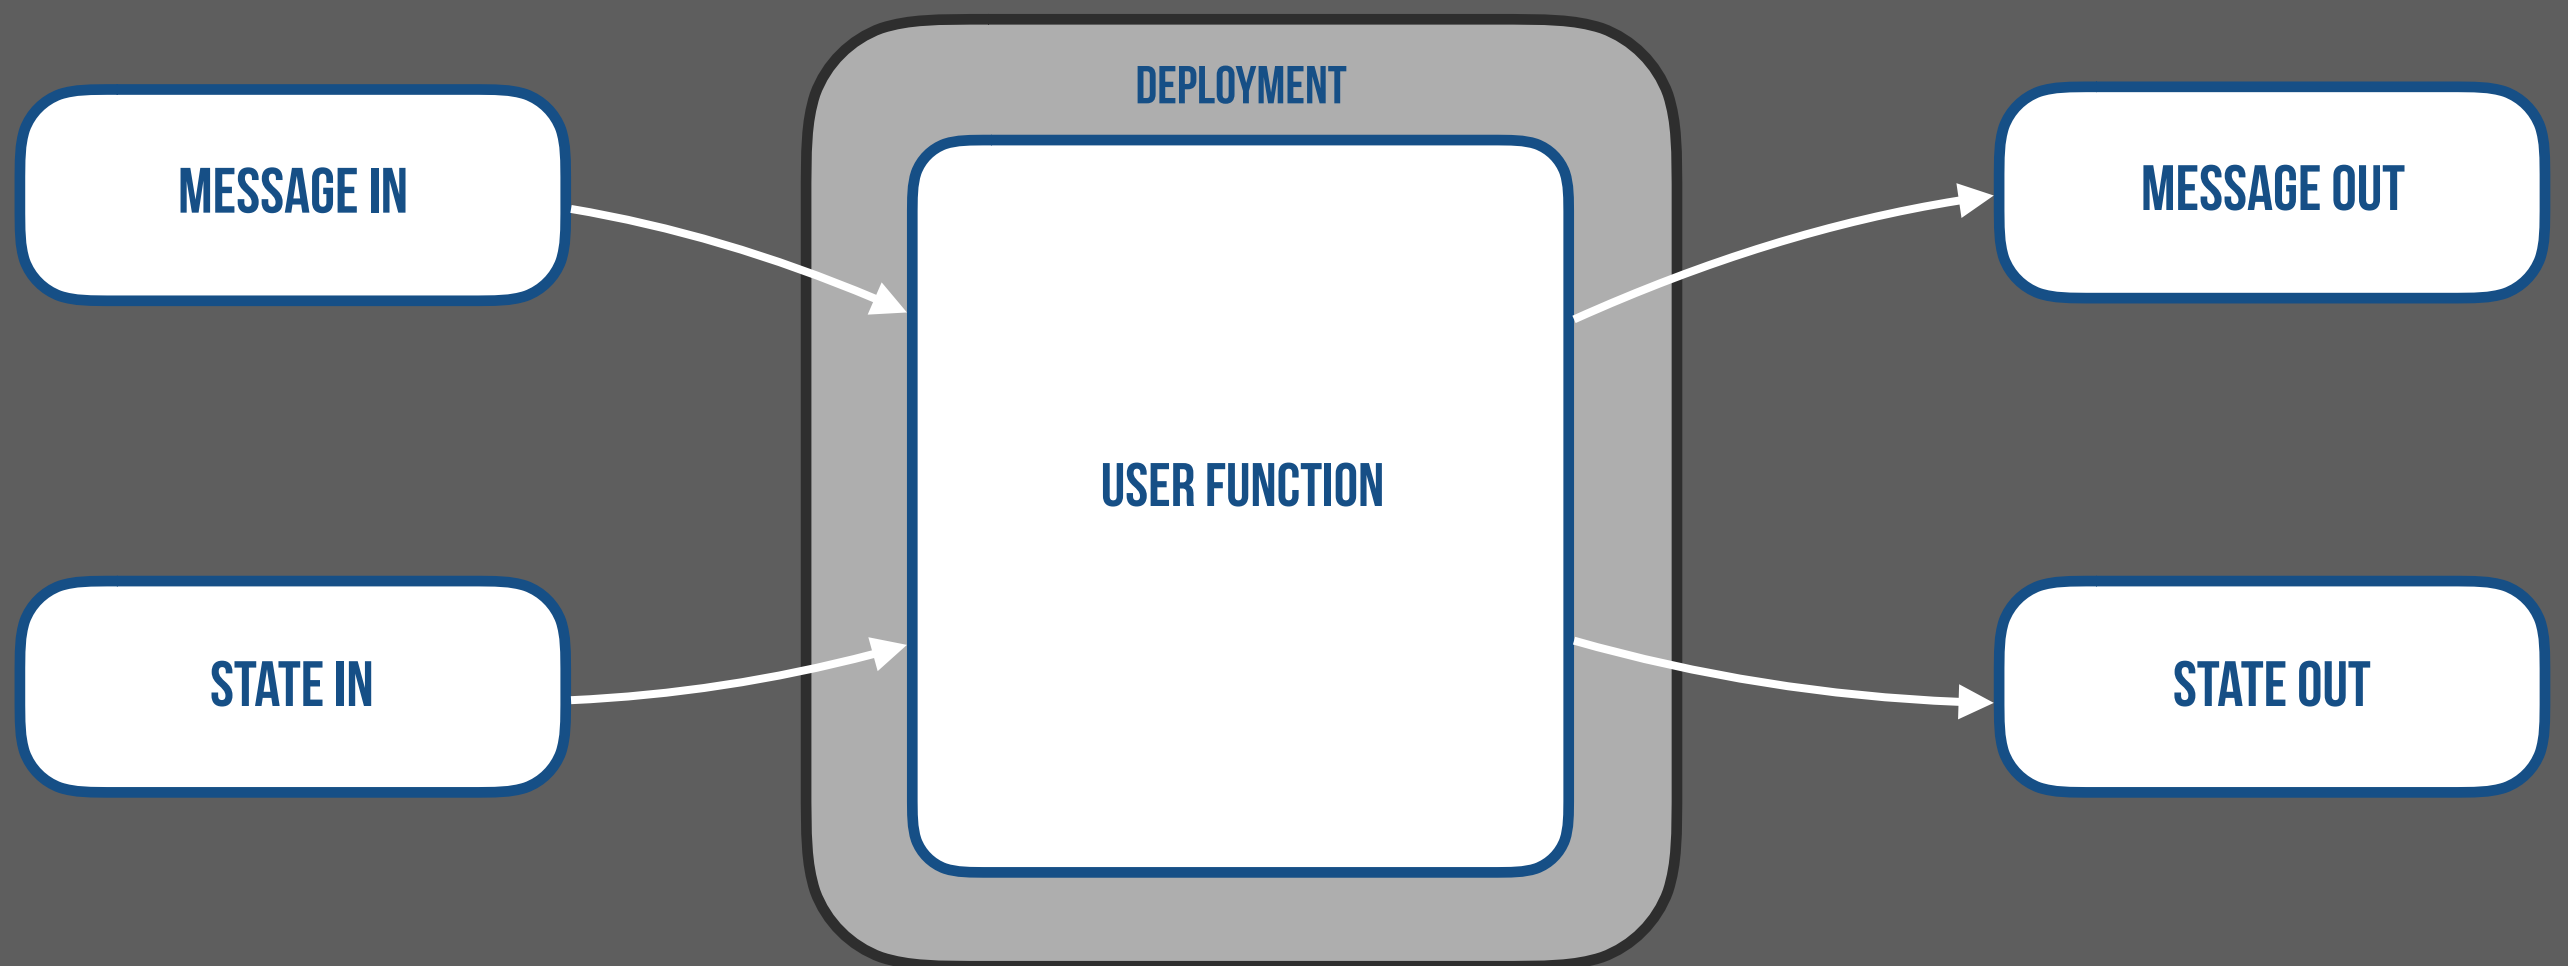 DEPLOYMENT
MESSAGE IN
MESSAGE OUT
USER FUNCTION
STATE IN
STATE OUT